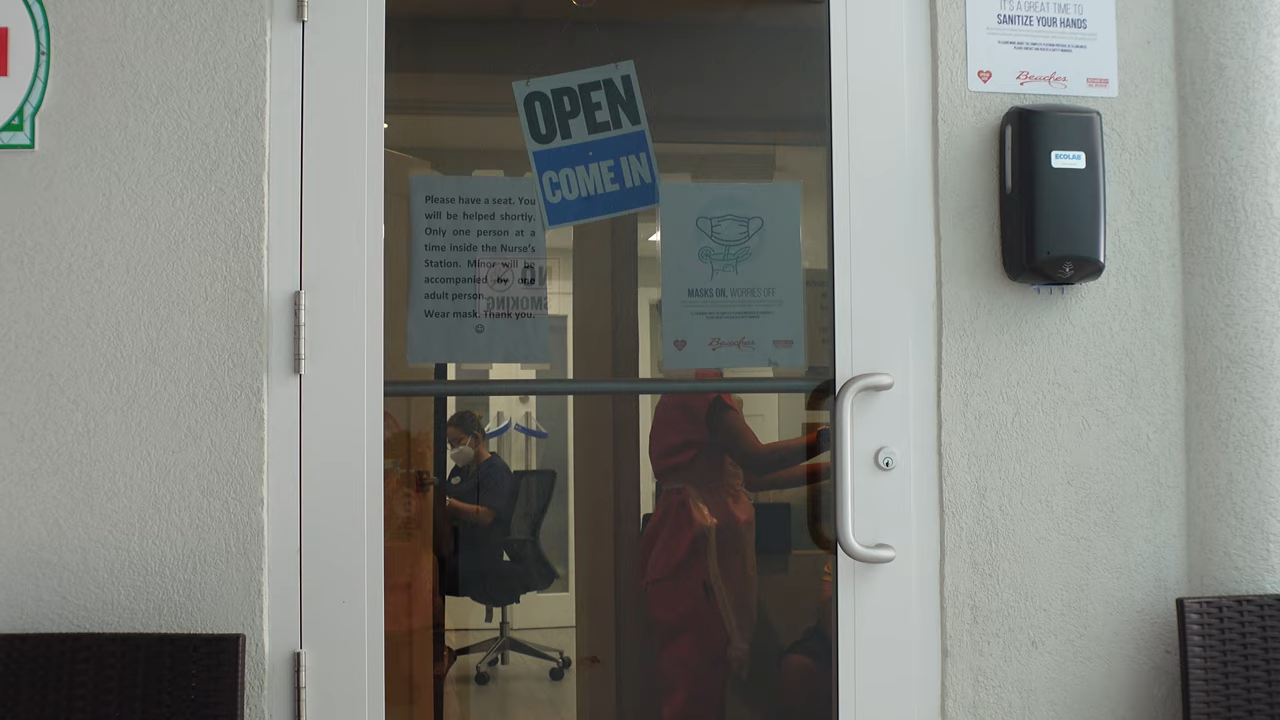 IT'S A GREAT TIME TO
SANITIZE YOUR HANDS
Beaches
ECOLAB
OPEN
COME IN
Please have a seat. You
will be helped shortly.
Only one person at a
time inside the Nurse's
Station. Minor will be
accompanied by one
adult person.
Wear mask. Thank you.
☺
NO
SMOKING
MASKS ON, WORRIES OFF
Beaches